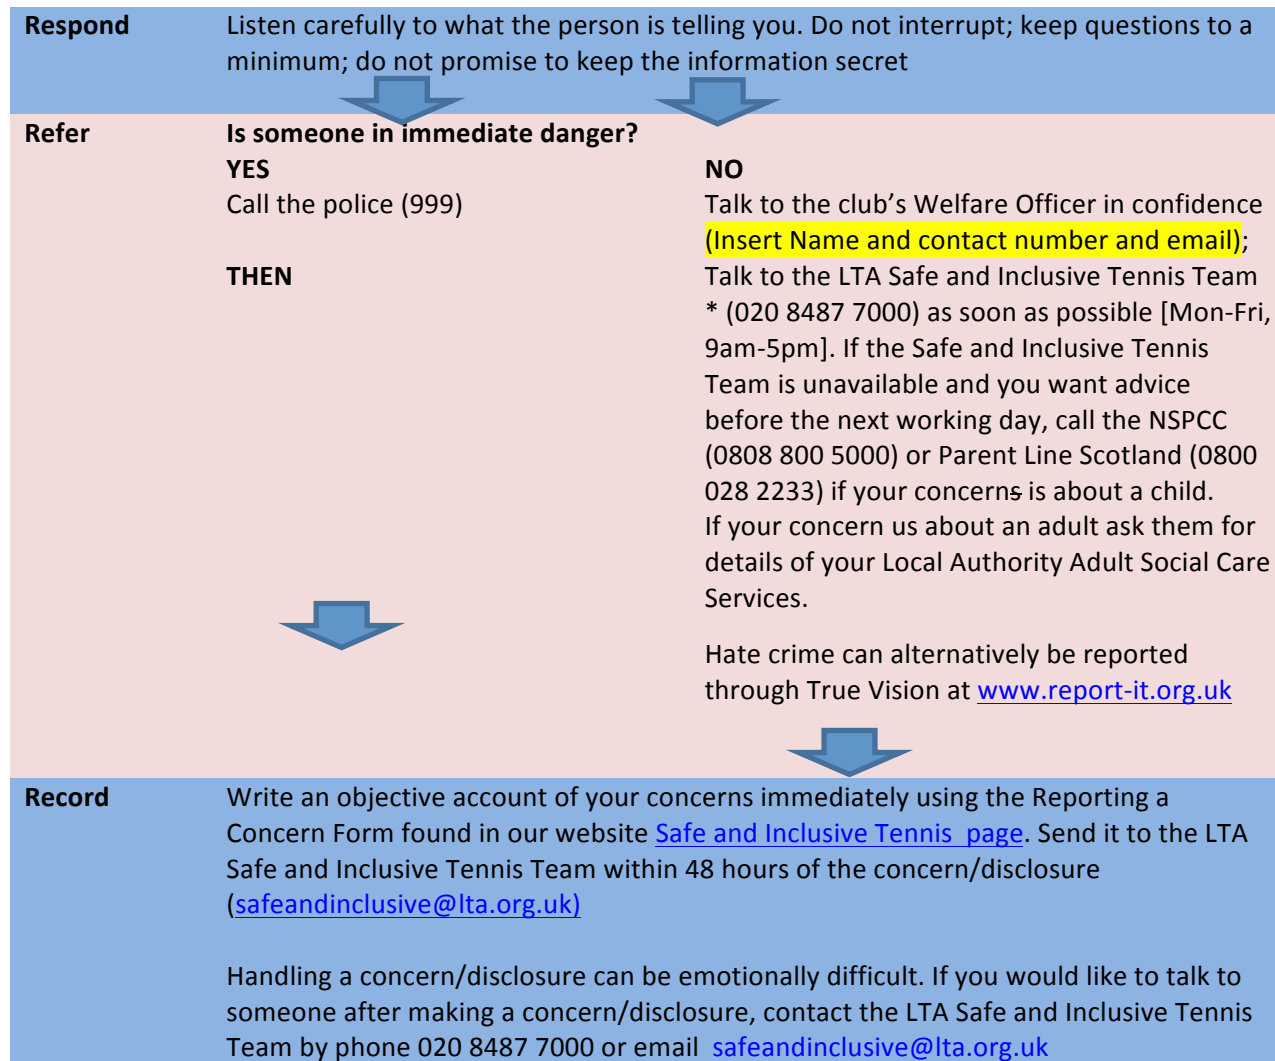 Respond
Listen carefully to what the person is telling you. Do not interrupt; keep questions to a
minimum; do not promise to keep the information secret
Refer
Is someone in immediate danger?
YES
Call the police (999)
THEN
NO
Talk to the club's Welfare Officer in confidence
(Insert Name and contact number and email);
Talk to the LTA Safe and Inclusive Tennis Team
* (020 8487 7000) as soon as possible [Mon-Fri,
9am-5pm]. If the Safe and Inclusive Tennis
Team is unavailable and you want advice
before the next working day, call the NSPCC
(0808 800 5000) or Parent Line Scotland (0800
028 2233) if your concerns is about a child.
If your concern us about an adult ask them for
details of your Local Authority Adult Social Care
Services.
Hate crime can alternatively be reported
through True Vision at www.report-it.org.uk
Record
Write an objective account of your concerns immediately using the Reporting a
Concern Form found in our website Safe and Inclusive Tennis  page. Send it to the LTA
Safe and Inclusive Tennis Team within 48 hours of the concern/disclosure
(safeandinclusive@lta.org.uk)
Handling a concern/disclosure can be emotionally difficult. If you would like to talk to
someone after making a concern/disclosure, contact the LTA Safe and Inclusive Tennis
Team by phone 020 8487 7000 or email  safeandinclusive@lta.org.uk